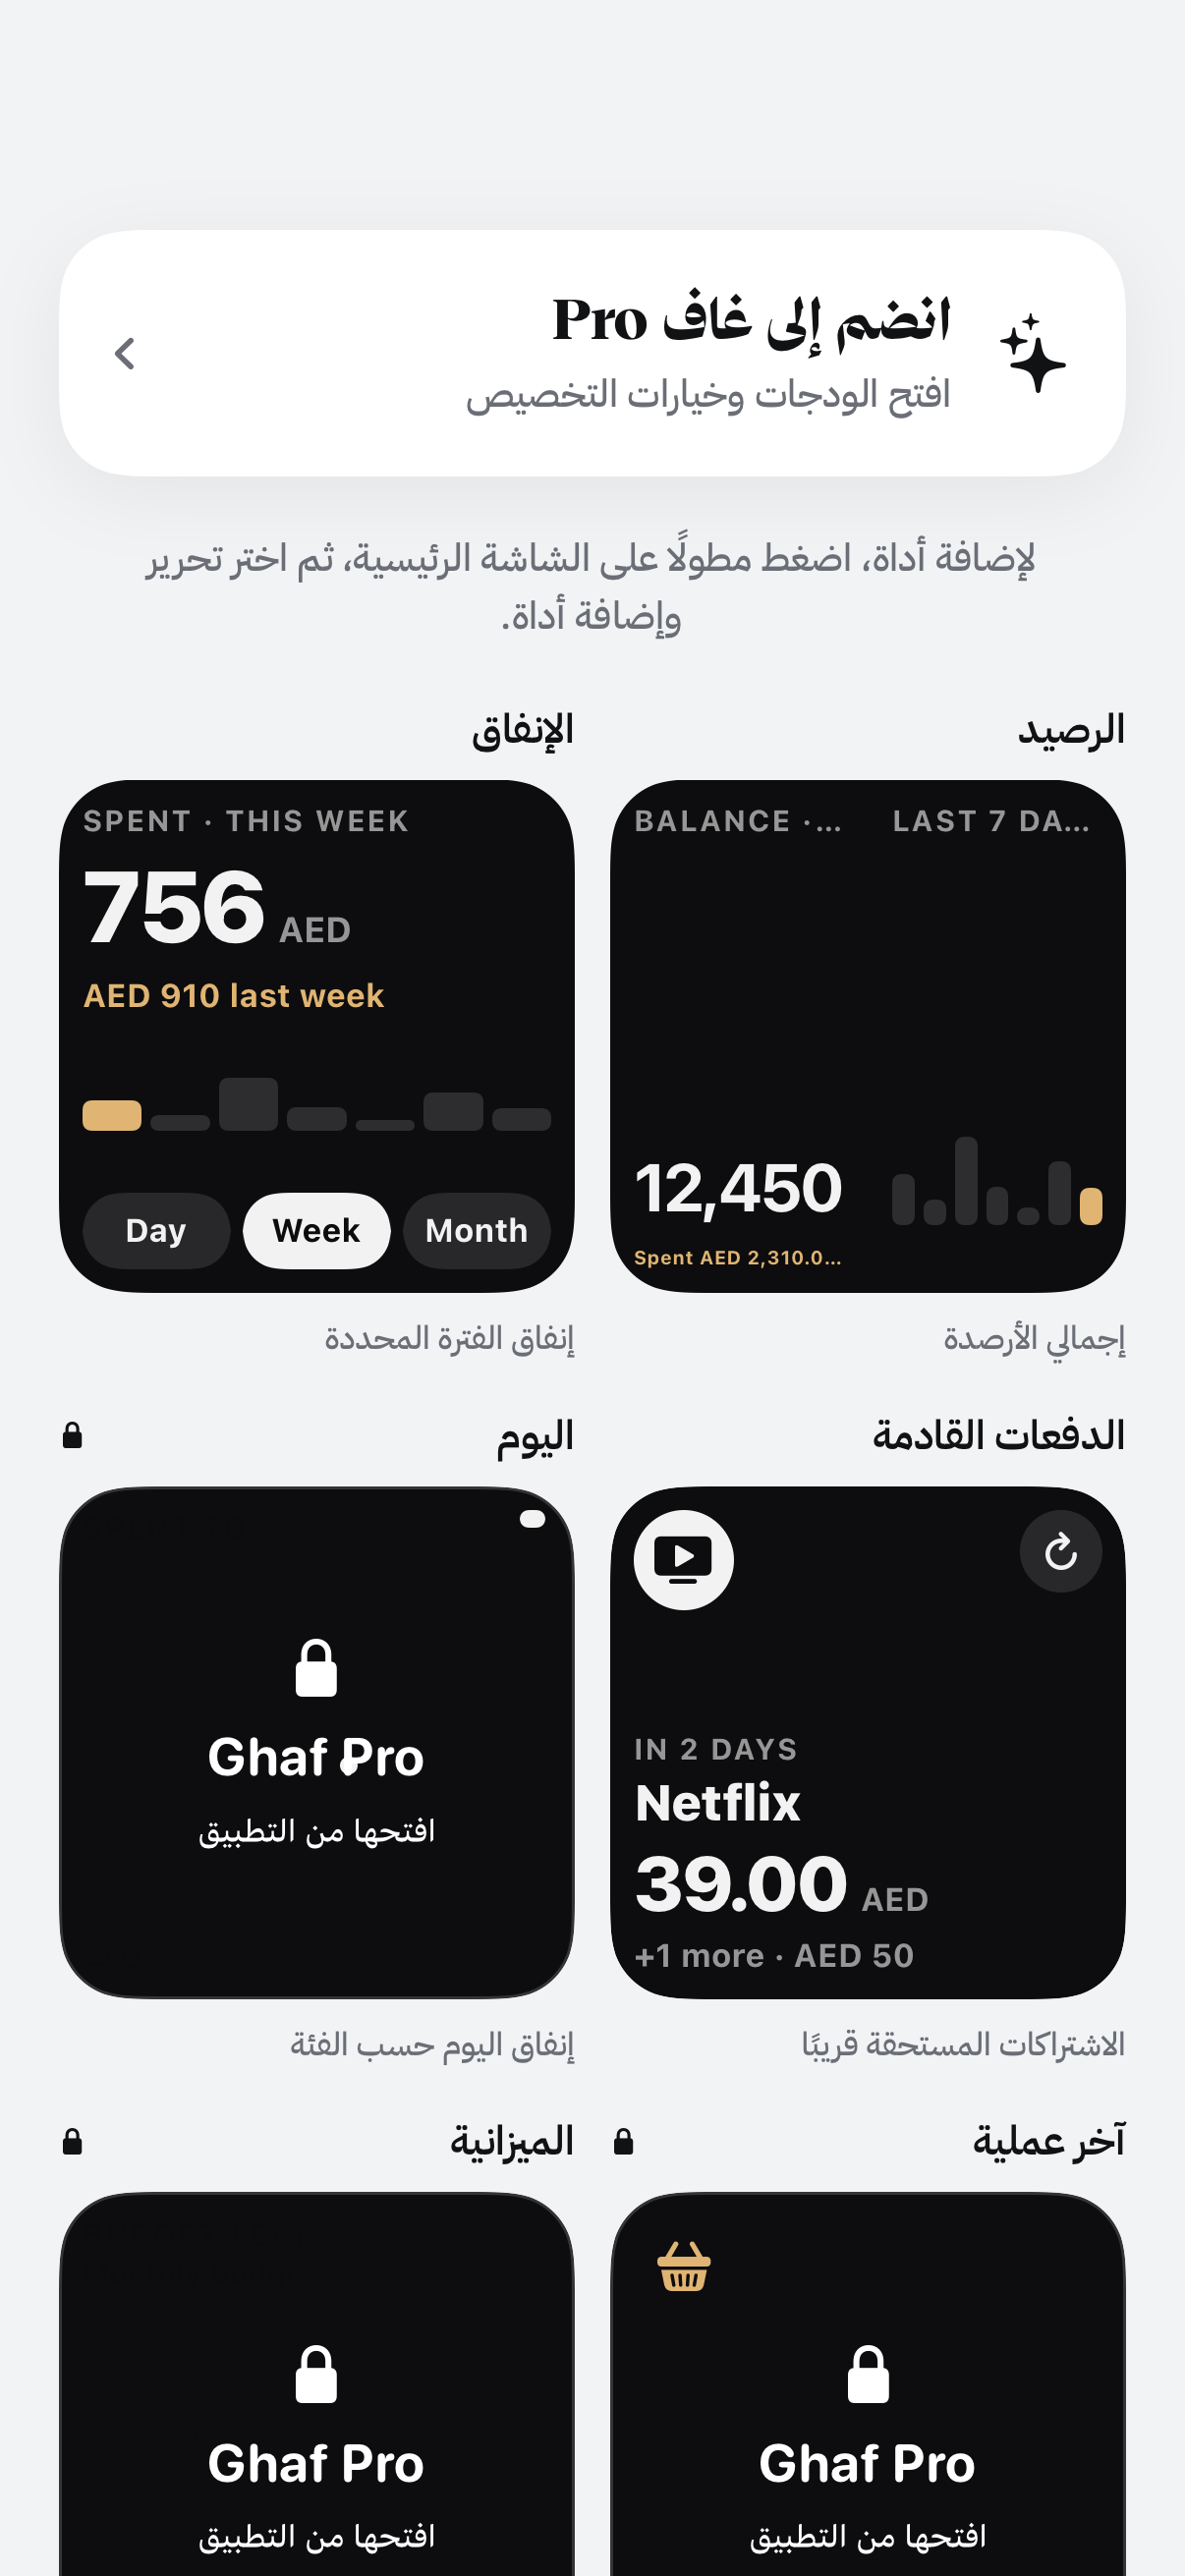 انضم إلى غاف Pro
افتح الودجات وخيارات التخصيص
لإضافة أداة، اضغط مطولًا على الشاشة الرئيسية، ثم اختر تحرير
وإضافة أداة.
الرصيد
BALANCE ·...
LAST 7 DA...
12,450
Spent AED 2,310.0...
إجمالي الأرصدة
الإنفاق
SPENT · THIS WEEK
756 AED
AED 910 last week
Day Week Month
إنفاق الفترة المحددة
الدفعات القادمة
IN 2 DAYS
Netflix
39.00 AED
+1 more · AED 50
الاشتراكات المستحقة قريبًا
اليوم
Ghaf Pro
افتحها من التطبيق
إنفاق اليوم حسب الفئة
آخر عملية
Ghaf Pro
افتحها من التطبيق
الميزانية
Ghaf Pro
افتحها من التطبيق